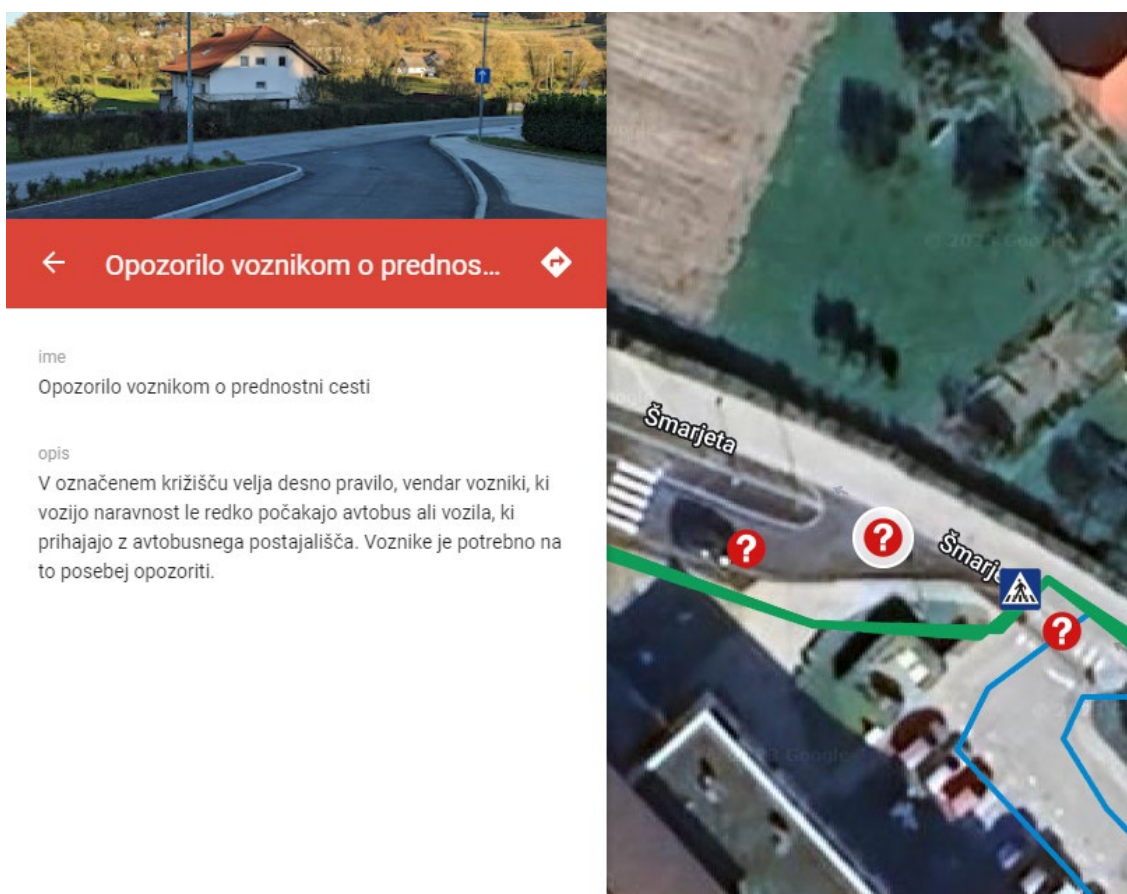 Opozorilo voznikom o prednos...
ime
Opozorilo voznikom o prednostni cesti
opis
V označenem križišču velja desno pravilo, vendar vozniki, ki
vozijo naravnost le redko počakajo avtobus ali vozila, ki
prihajajo z avtobusnega postajališča. Voznike je potrebno na
to posebej opozoriti.
Šmarjeta
?
?
Šmarje
?